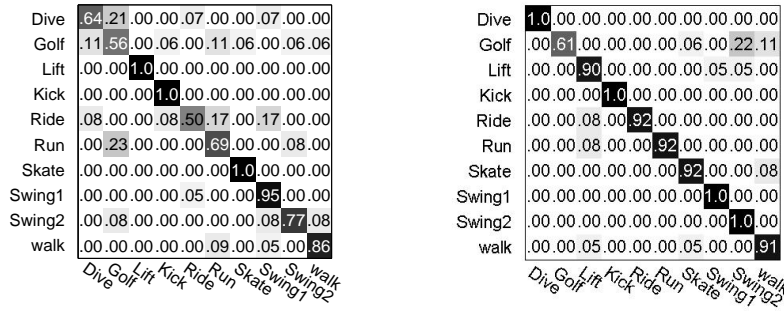 Dive .64 .21 .00 .00 .07 .00 .00 .07 .00 .00
Golf .11 .56 .00 .06 .00 .11 .06 .00 .06 .06
Lift .00 .00 1.0 .00 .00 .00 .00 .00 .00 .00
Kick .00 .00 .00 1.0 .00 .00 .00 .00 .00 .00
Ride .08 .00 .00 .08 .50 .17 .00 .17 .00 .00
Run .00 .23 .00 .00 .00 .69 .00 .00 .08 .00
Skate .00 .00 .00 .00 .00 .00 1.0 .00 .00 .00
Swing1 .00 .00 .00 .00 .05 .00 .00 .95 .00 .00
Swing2 .00 .08 .00 .00 .00 .00 .00 .08 .77 .08
walk .00 .00 .00 .00 .00 .09 .00 .05 .00 .86
Dive Golf Lift Kick Ride Run Skate Swing1 Swing2 walk
Dive 1.0 .00 .00 .00 .00 .00 .00 .00 .00 .00
Golf .00 .61 .00 .00 .00 .00 .06 .00 .22 .11
Lift .00 .00 .90 .00 .00 .00 .00 .05 .05 .00
Kick .00 .00 .00 1.0 .00 .00 .00 .00 .00 .00
Ride .00 .00 .08 .00 .92 .00 .00 .00 .00 .00
Run .00 .00 .08 .00 .00 .92 .00 .00 .00 .00
Skate .00 .00 .00 .00 .00 .00 .92 .00 .00 .08
Swing1 .00 .00 .00 .00 .00 .00 .00 1.0 .00 .00
Swing2 .00 .00 .00 .00 .00 .00 .00 .00 1.0 .00
walk .00 .00 .05 .00 .00 .00 .05 .00 .00 .91
Dive Golf Lift Kick Ride Run Skate Swing1 Swing2 walk